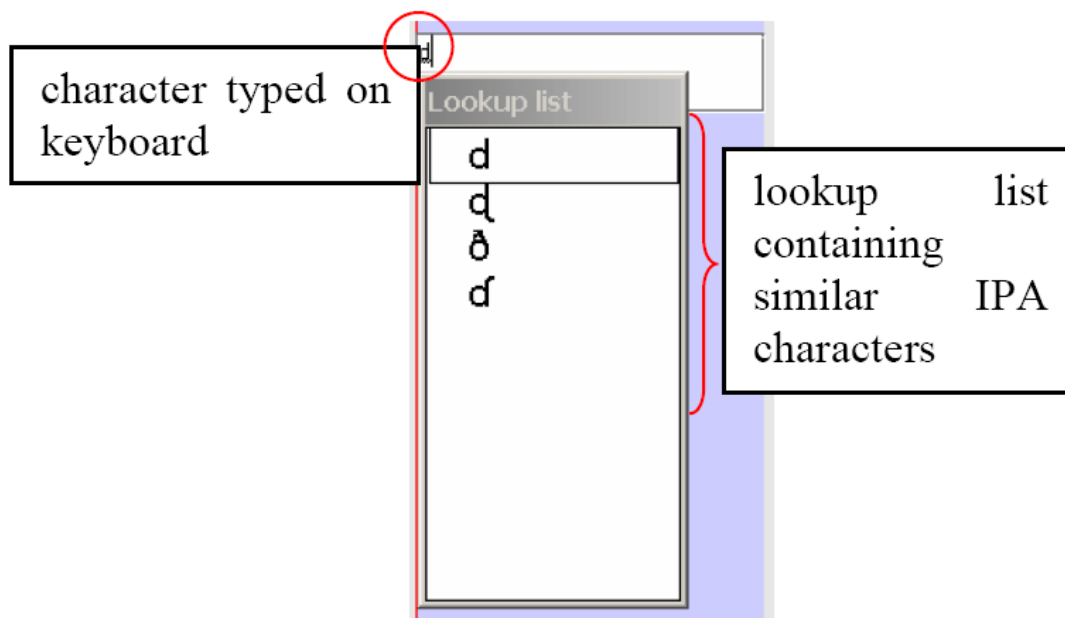 d
character typed on
keyboard
Lookup list
d
ɖ
ð
ɗ
lookup list
containing
similar IPA
characters